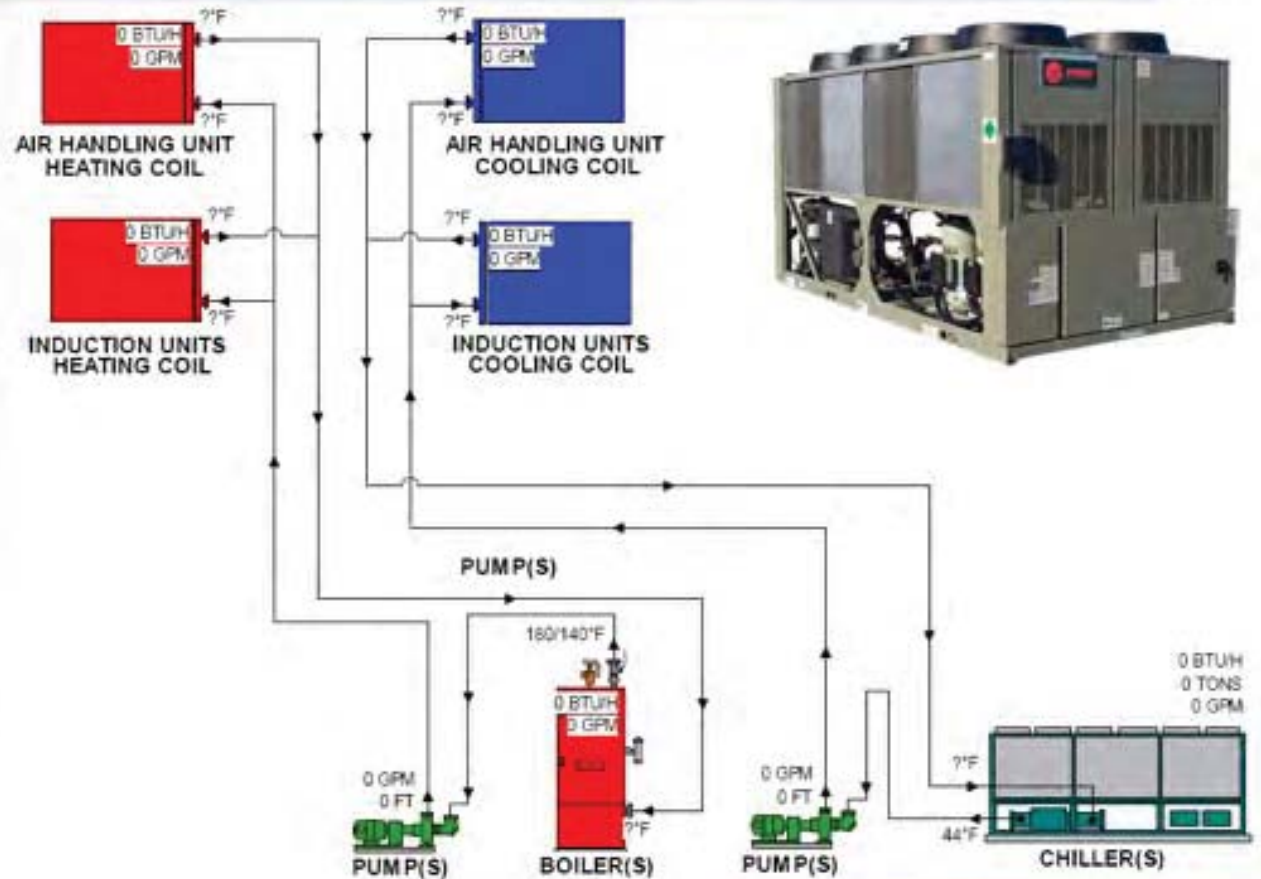 ?°F
0 BTU/H
0 GPM
?°F
AIR HANDLING UNIT
HEATING COIL
?°F
0 BTU/H
0 GPM
?°F
AIR HANDLING UNIT
COOLING COIL
?°F
0 BTU/H
0 GPM
?°F
INDUCTION UNITS
HEATING COIL
?°F
0 BTU/H
0 GPM
?°F
INDUCTION UNITS
COOLING COIL
PUMP(S)
180/140°F
0 BTU/H
0 GPM
?°F
BOILER(S)
0 GPM
0 FT
PUMP(S)
0 GPM
0 FT
PUMP(S)
0 BTU/H
0 TONS
0 GPM
?°F
44°F
CHILLER(S)